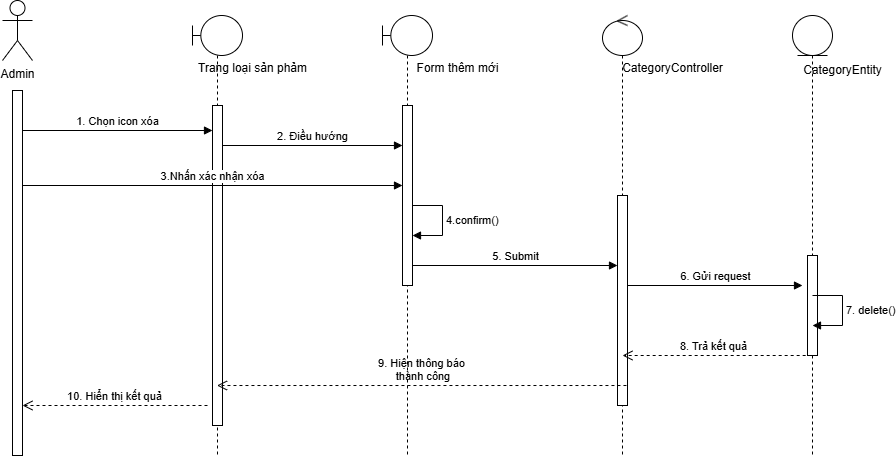 Admin
Trang loại sản phảm
Form thêm mới
CategoryController
CategoryEntity
1. Chọn icon xóa
2. Điều hướng
3.Nhấn xác nhận xóa
4.confirm()
5. Submit
6. Gửi request
7. delete()
8. Trả kết quả
9. Hiện thông báo
thành công
10. Hiển thị kết quả